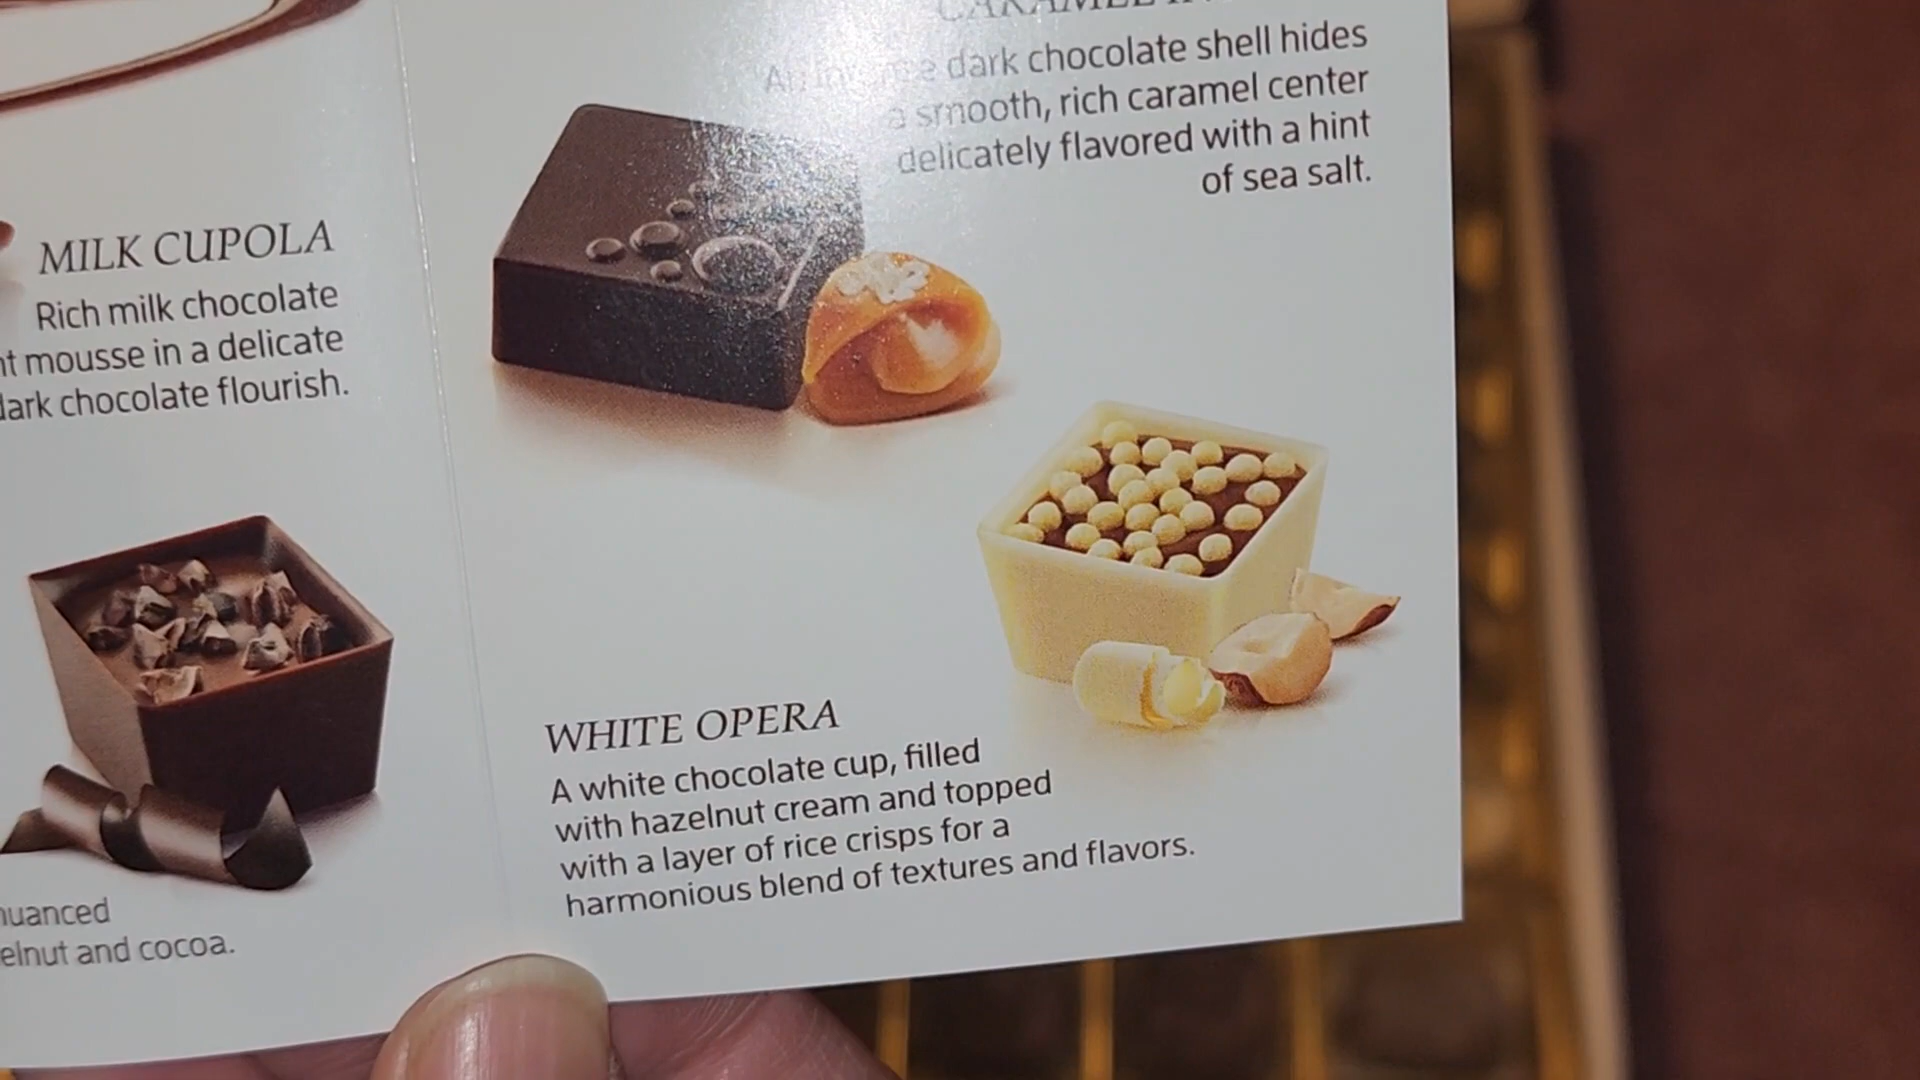 MILK CUPOLA
Rich milk chocolate
mousse in a delicate
dark chocolate flourish.
nuanced
and cocoa.
CARAMEL
dark chocolate shell hides
a smooth, rich caramel center
delicately flavored with a hint
of sea salt.
WHITE OPERA
A white chocolate cup, filled
with hazelnut cream and topped
with a layer of rice crisps for a
harmonious blend of textures and flavors.